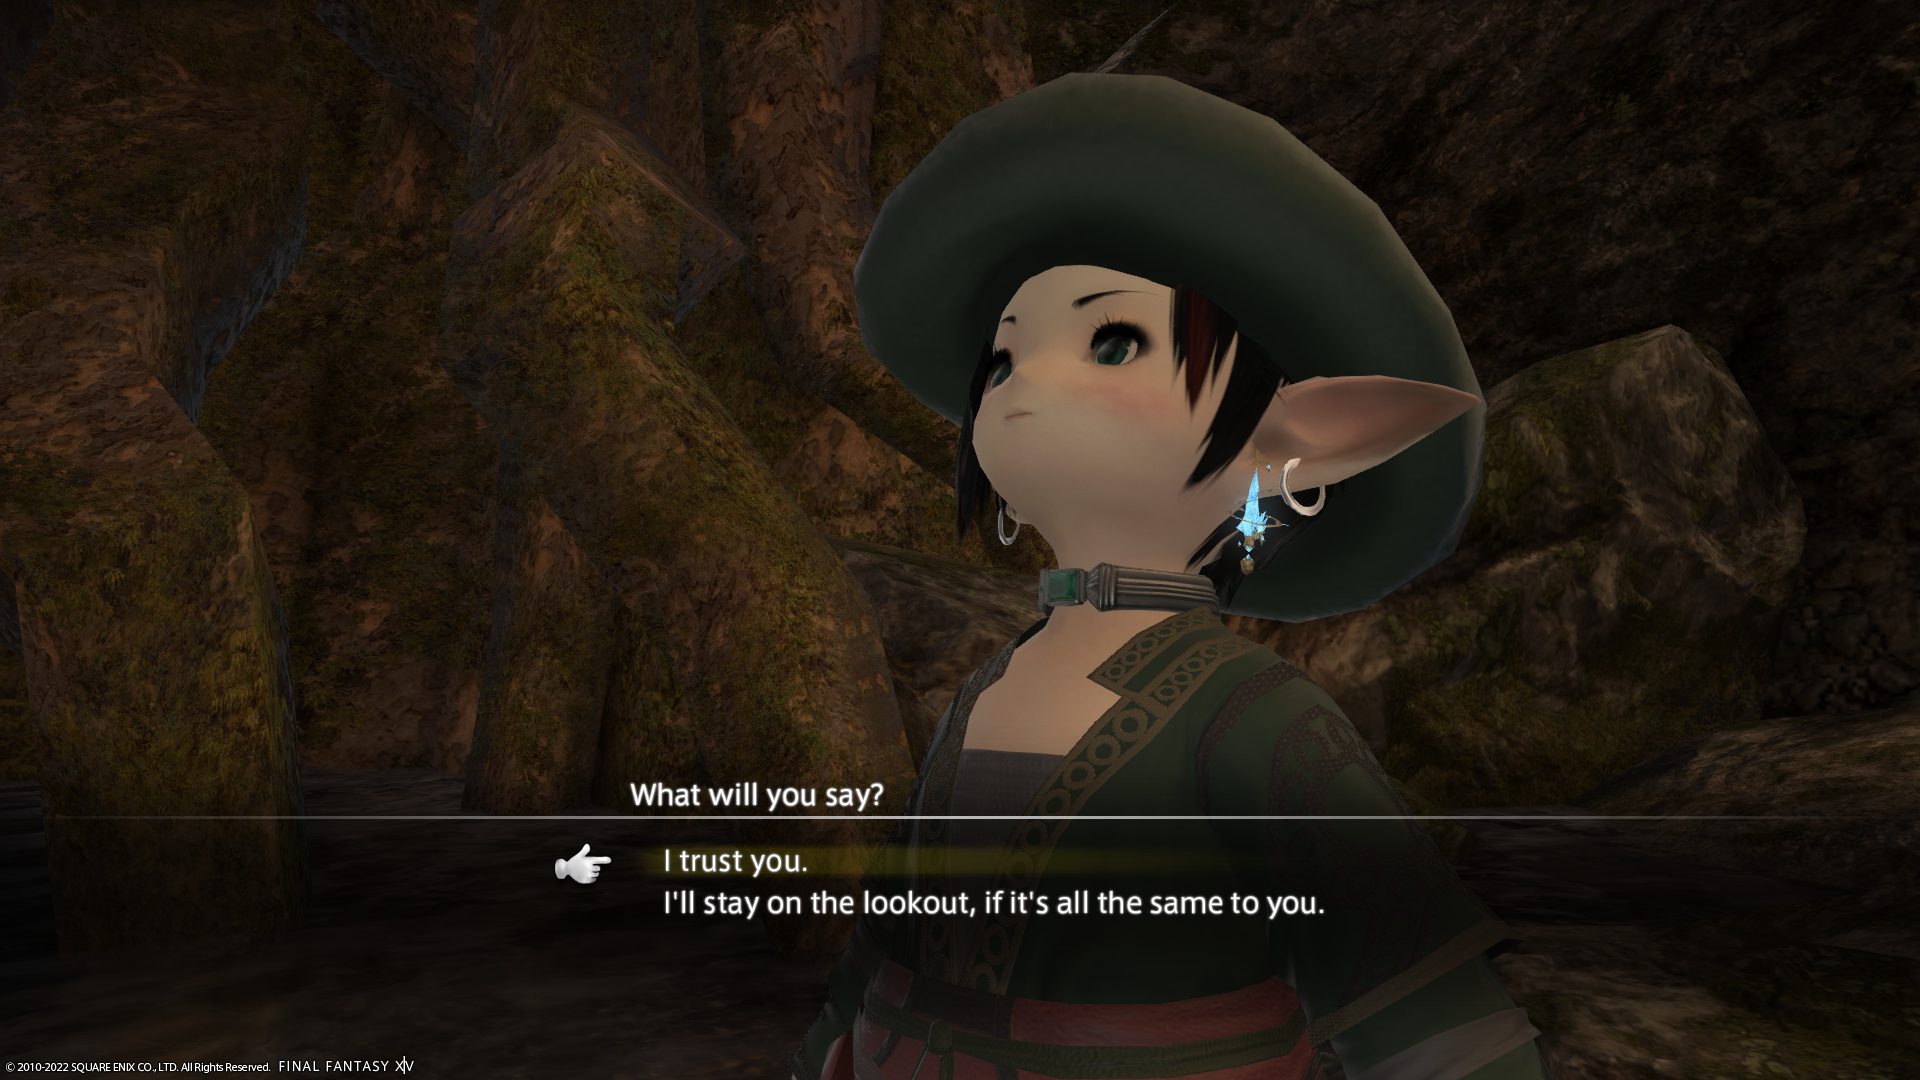 What will you say?
I trust you.
I'll stay on the lookout, if it's all the same to you.
© 2010-2022 SQUARE ENIX CO., LTD. All Rights Reserved. FINAL FANTASY XIV